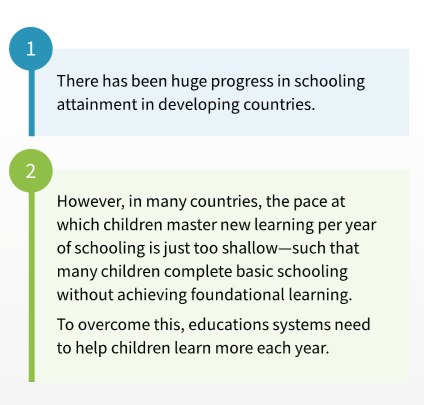 1
There has been huge progress in schooling
attainment in developing countries.
2
However, in many countries, the pace at
which children master new learning per year
of schooling is just too shallow—such that
many children complete basic schooling
without achieving foundational learning.
To overcome this, educations systems need
to help children learn more each year.